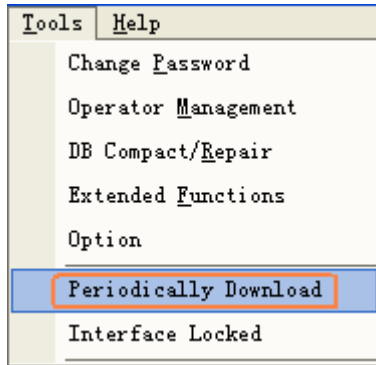 Tools Help
Change Password
Operator Management
DB Compact/Repair
Extended Functions
Option
Periodically Download
Interface Locked